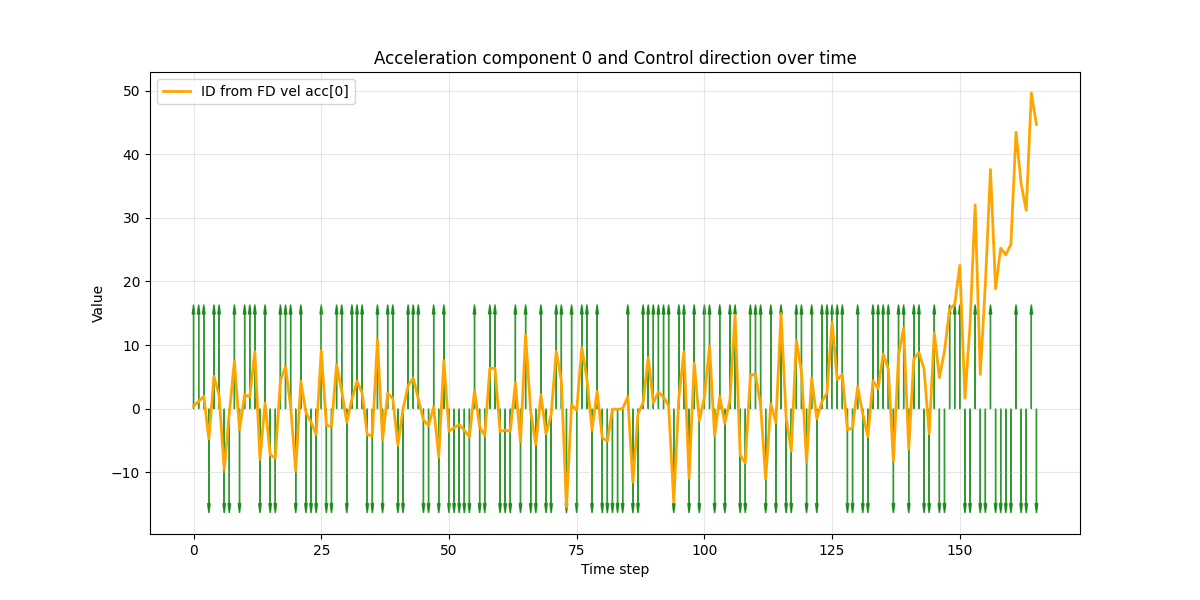 Acceleration component 0 and Control direction over time
ID from FD vel acc[0]
50
40
30
20
10
0
−10
Value
0 25 50 75 100 125 150
Time step